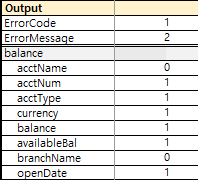 Output
ErrorCode 1
ErrorMessage 2
balance
acctName 0
acctNum 1
acctType 1
currency 1
balance 1
availableBal 1
branchName 0
openDate 1